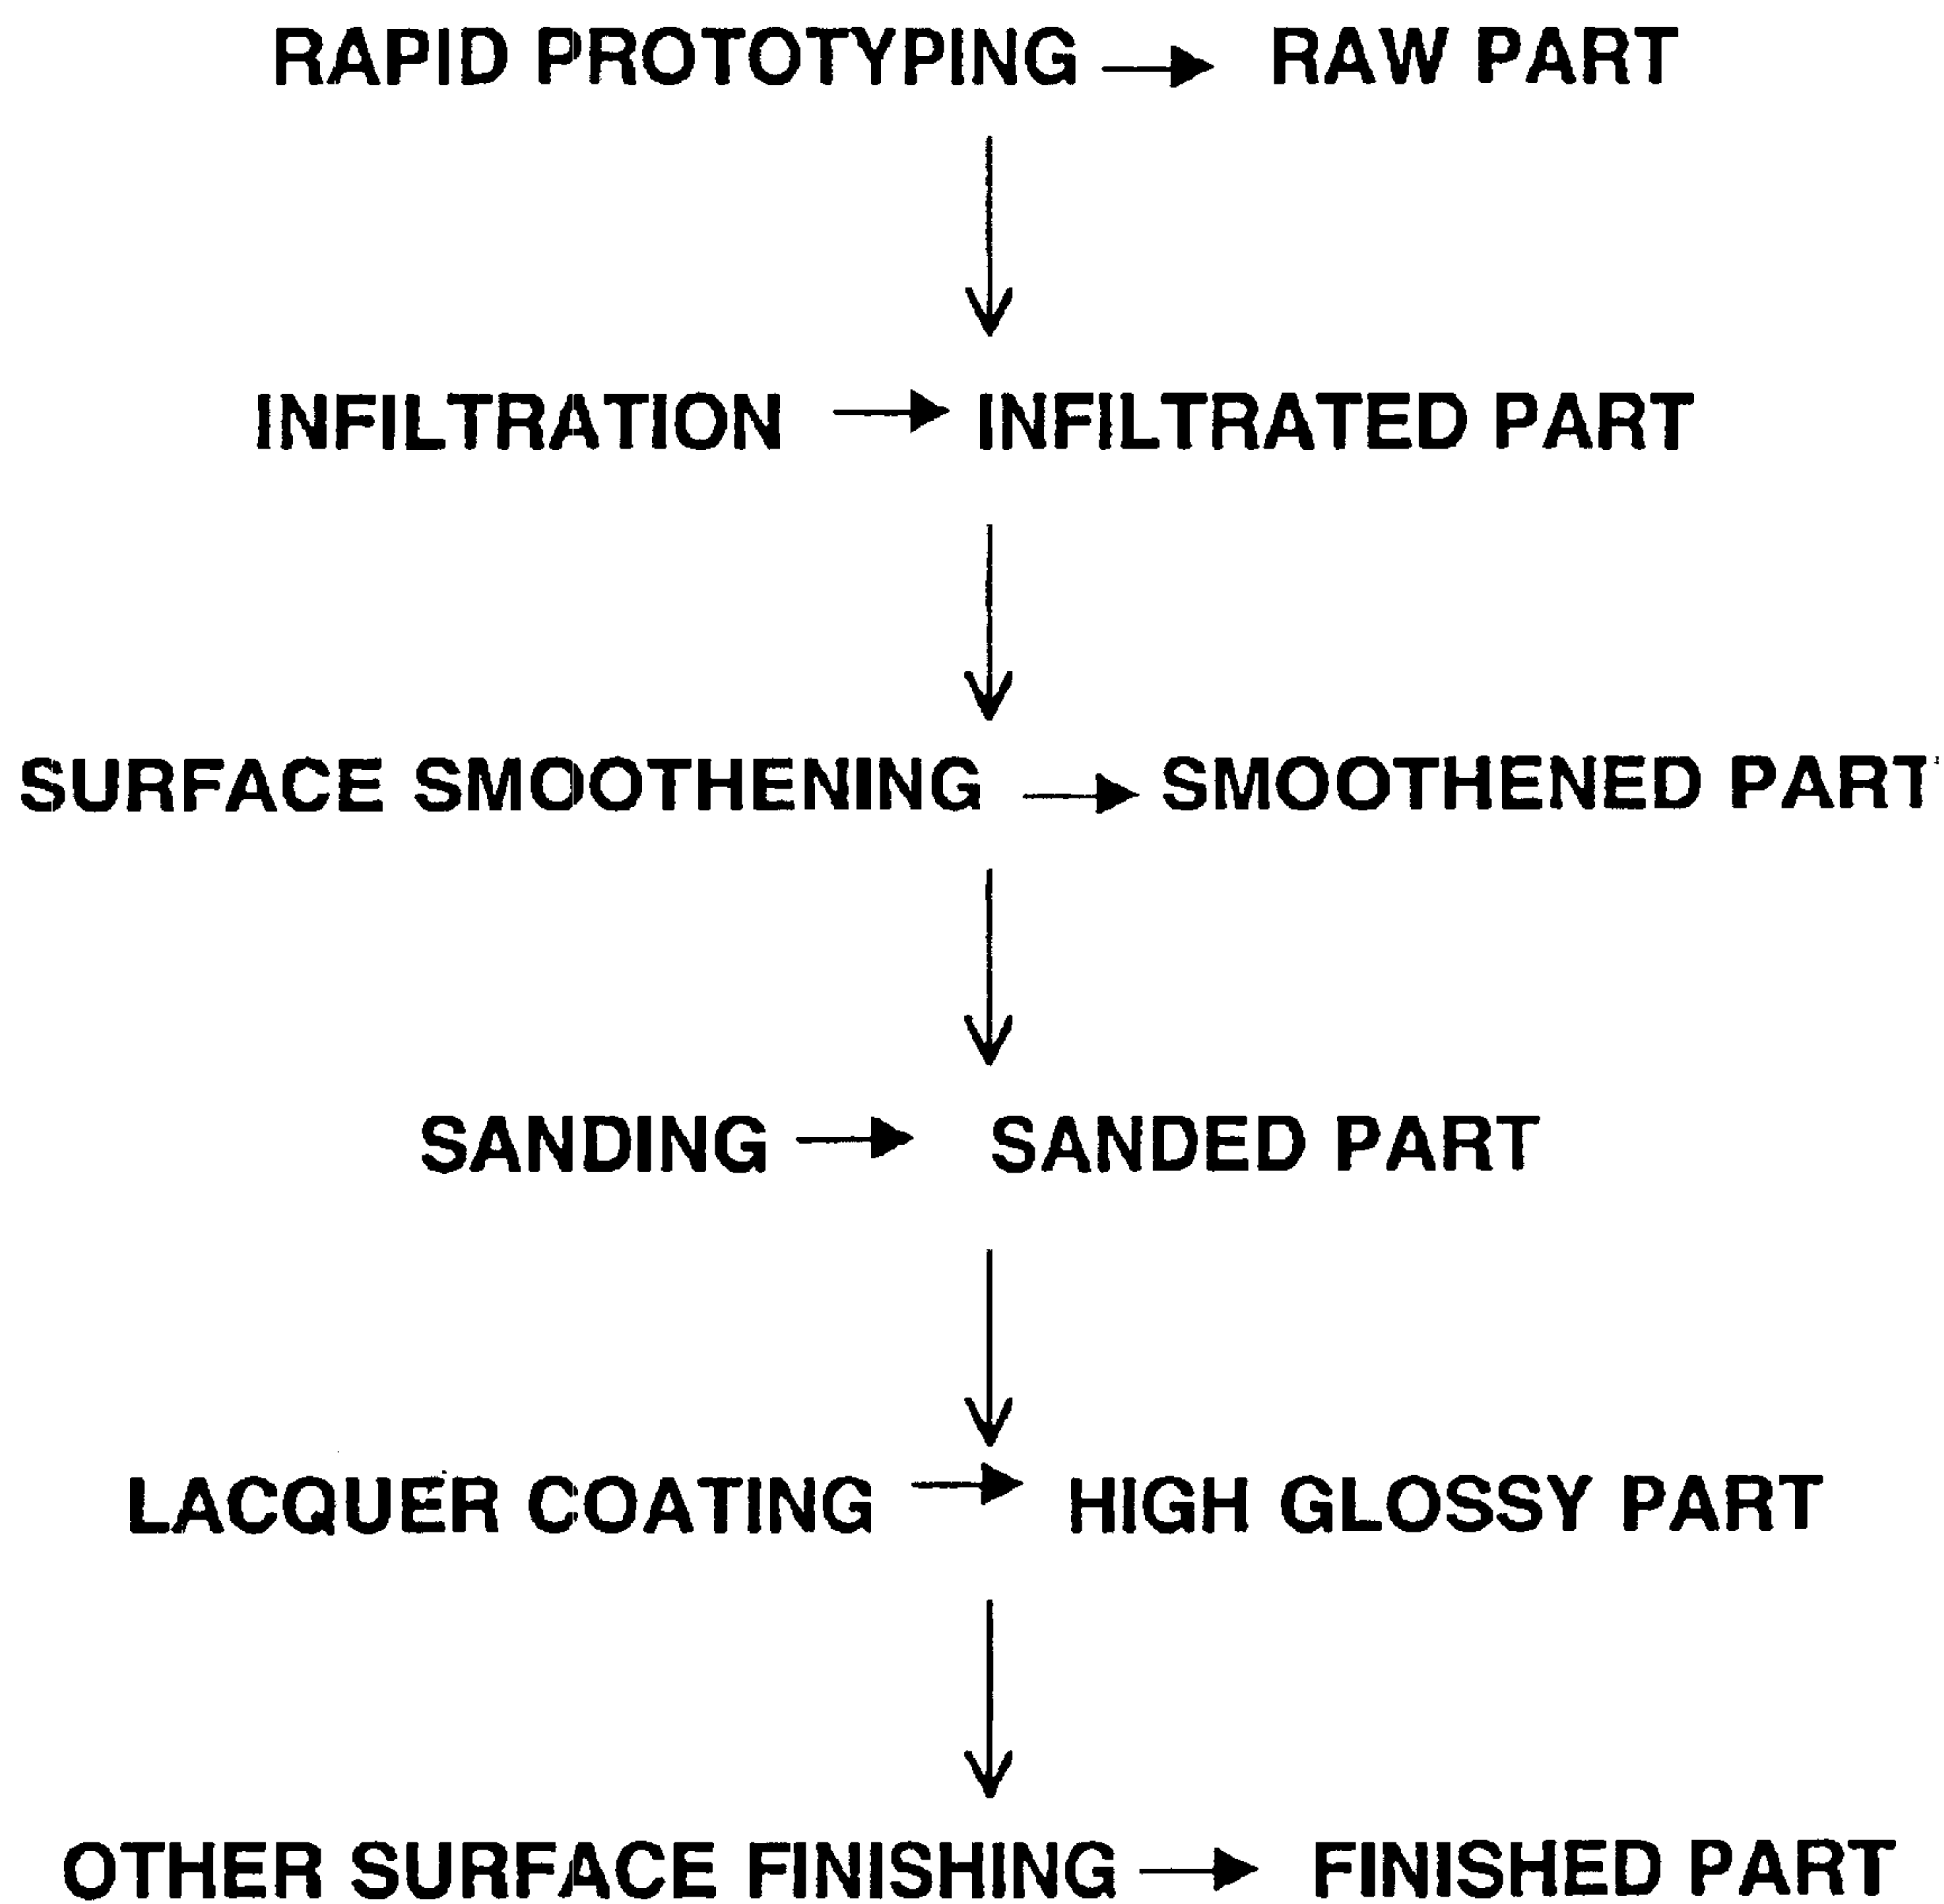 RAPID PROTOTYPING → RAW PART
INFILTRATION → INFILTRATED PART
SURFACE SMOOTHENING → SMOOTHENED PART
SANDING → SANDED PART
LACQUER COATING → HIGH GLOSSY PART
OTHER SURFACE FINISHING → FINISHED PART